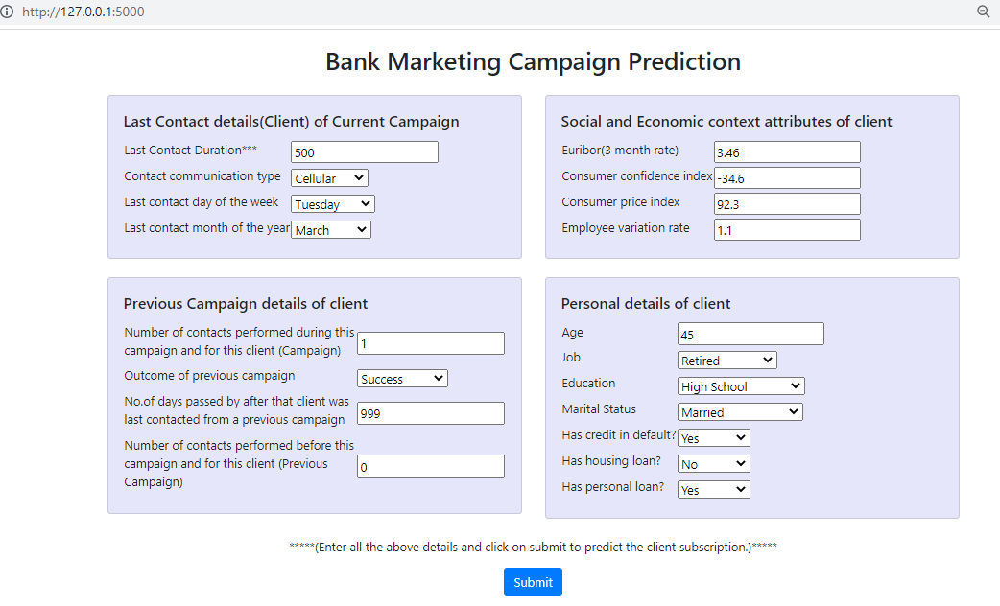 http://127.0.0.1:5000
Bank Marketing Campaign Prediction
Last Contact details(Client) of Current Campaign
Last Contact Duration*** 500
Contact communication type Cellular
Last contact day of the week Tuesday
Last contact month of the year March
Social and Economic context attributes of client
Euribor(3 month rate) 3.46
Consumer confidence index -34.6
Consumer price index 92.3
Employee variation rate 1.1
Previous Campaign details of client
Number of contacts performed during this
campaign and for this client (Campaign) 1
Outcome of previous campaign Success
No.of days passed by after that client was
last contacted from a previous campaign 999
Number of contacts performed before this
campaign and for this client (Previous 0
Campaign)
Personal details of client
Age 45
Job Retired
Education High School
Marital Status Married
Has credit in default? Yes
Has housing loan? No
Has personal loan? Yes
*****(Enter all the above details and click on submit to predict the client subscription.)*****
Submit